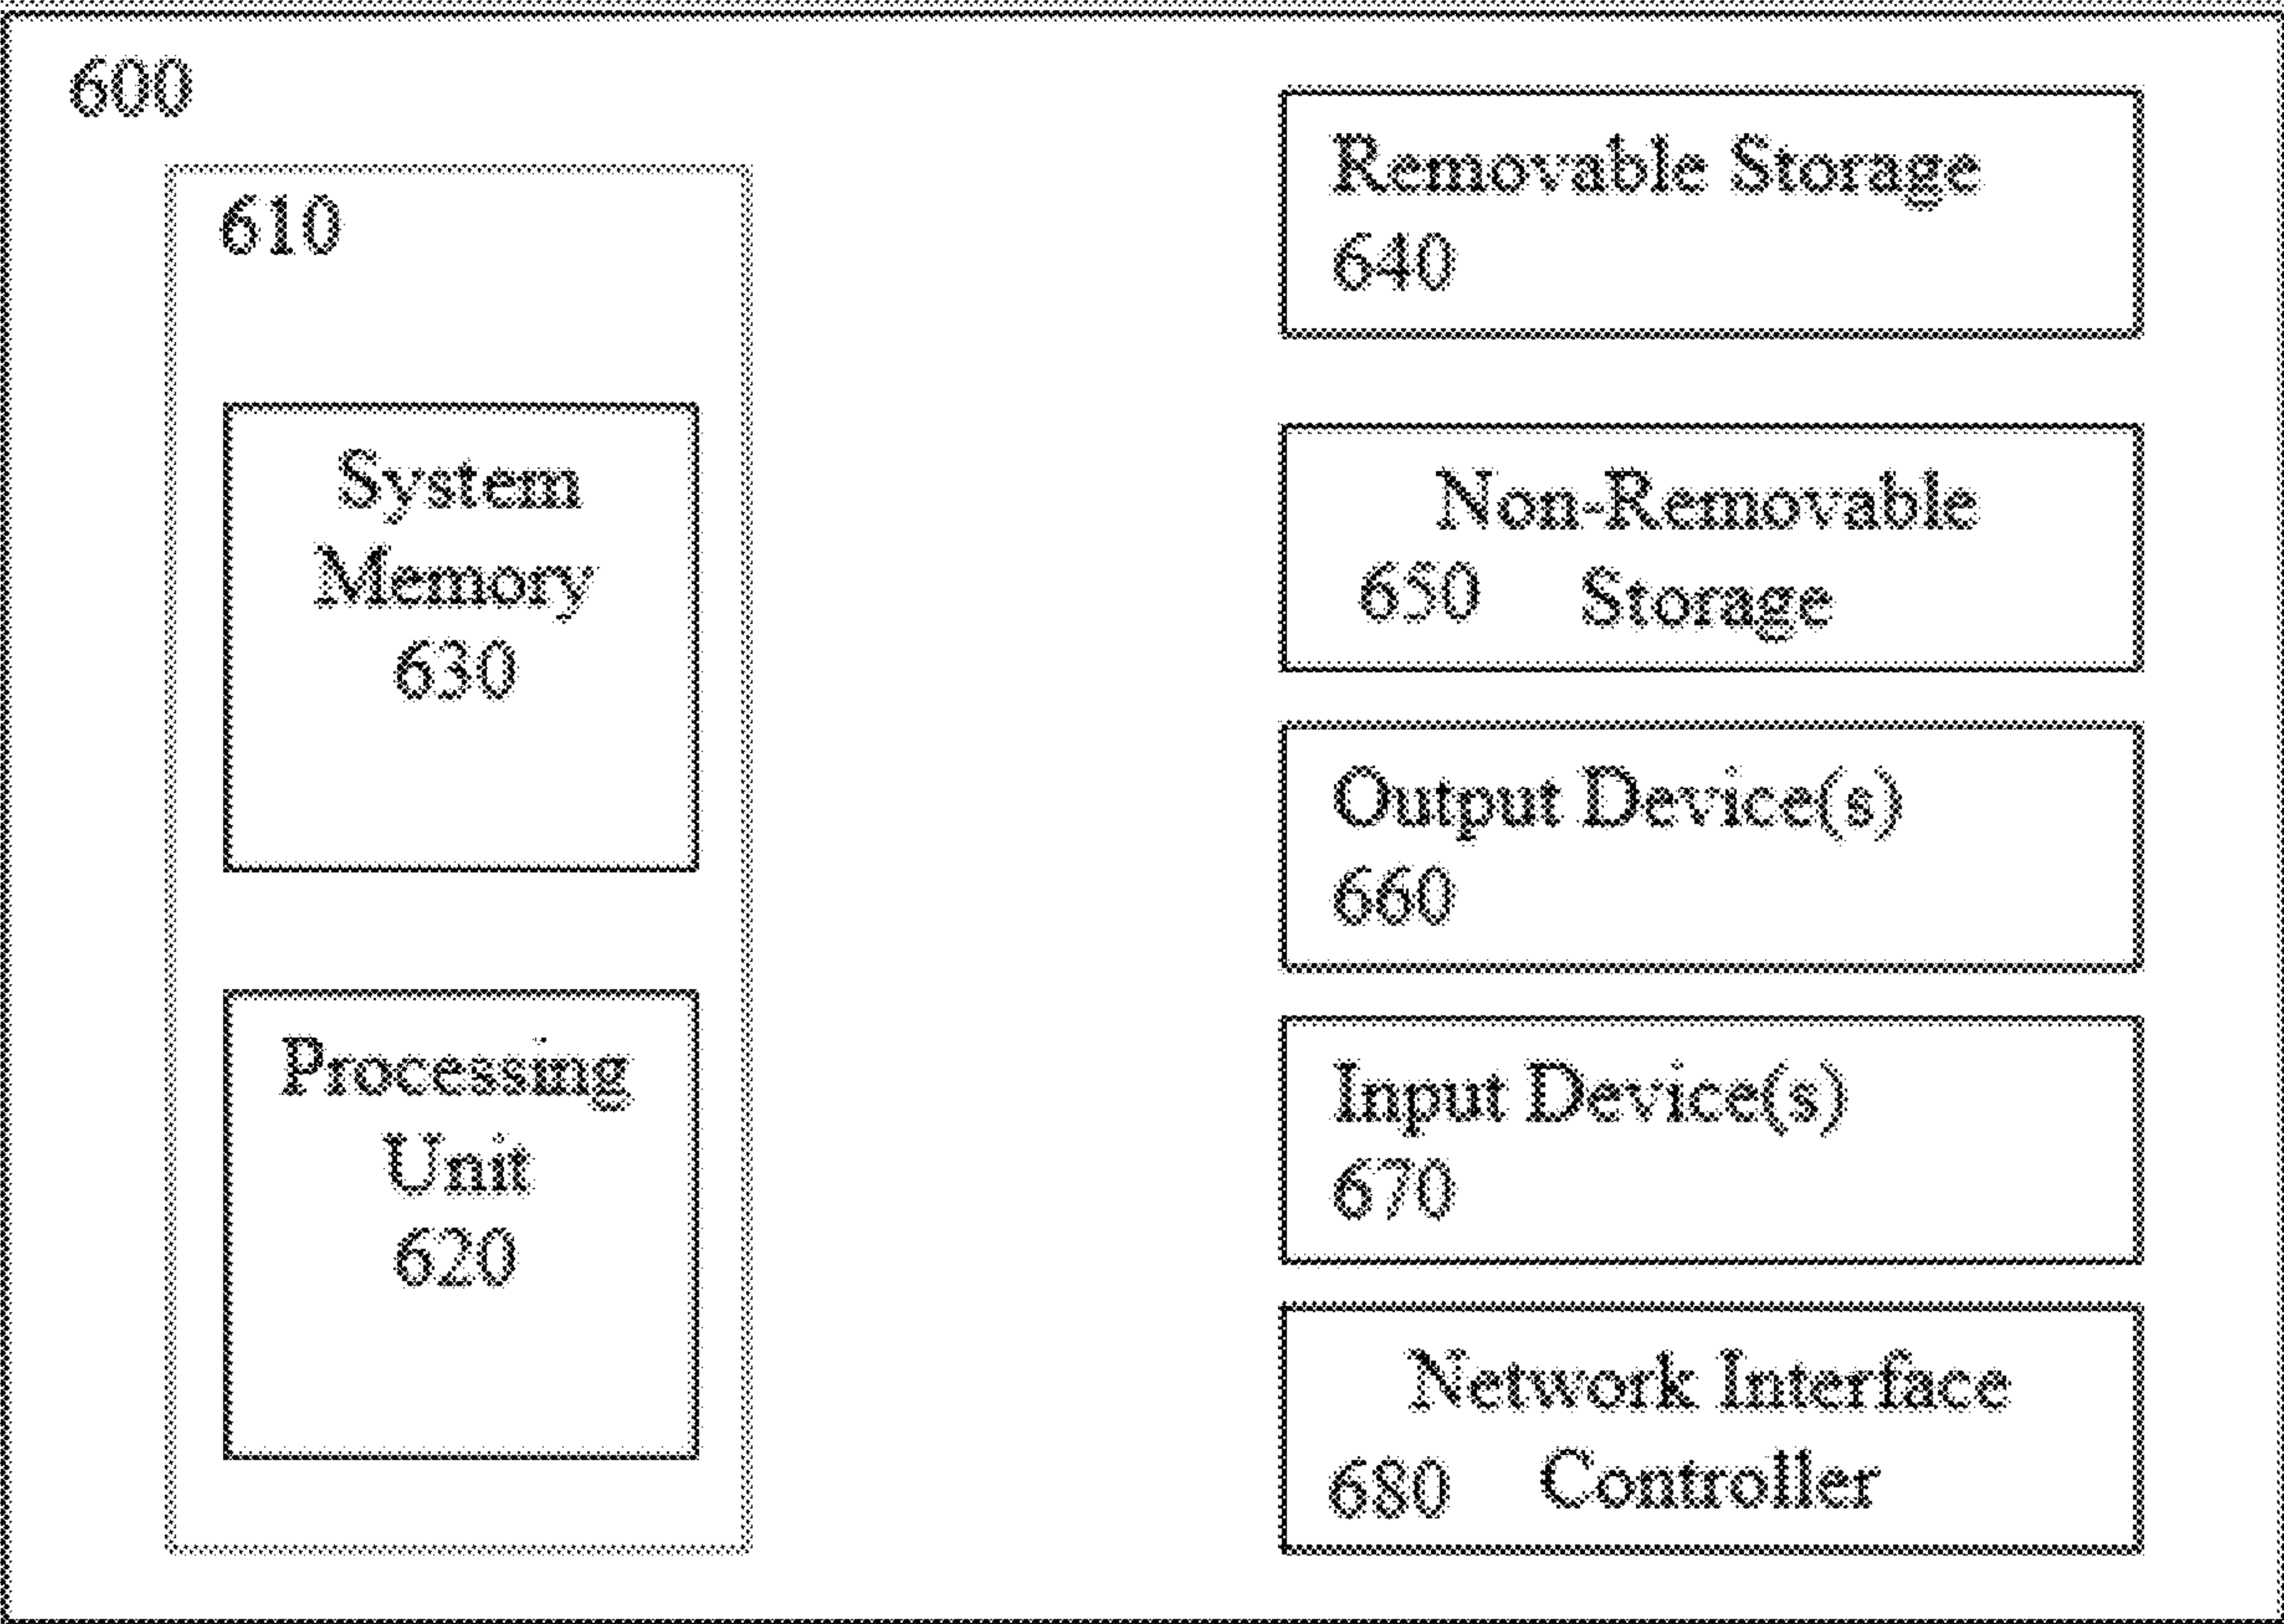 600
610
System
Memory
630
Processing
Unit
620
Removable Storage
640
Non-Removable
650 Storage
Output Device(s)
660
Input Device(s)
670
Network Interface
680 Controller